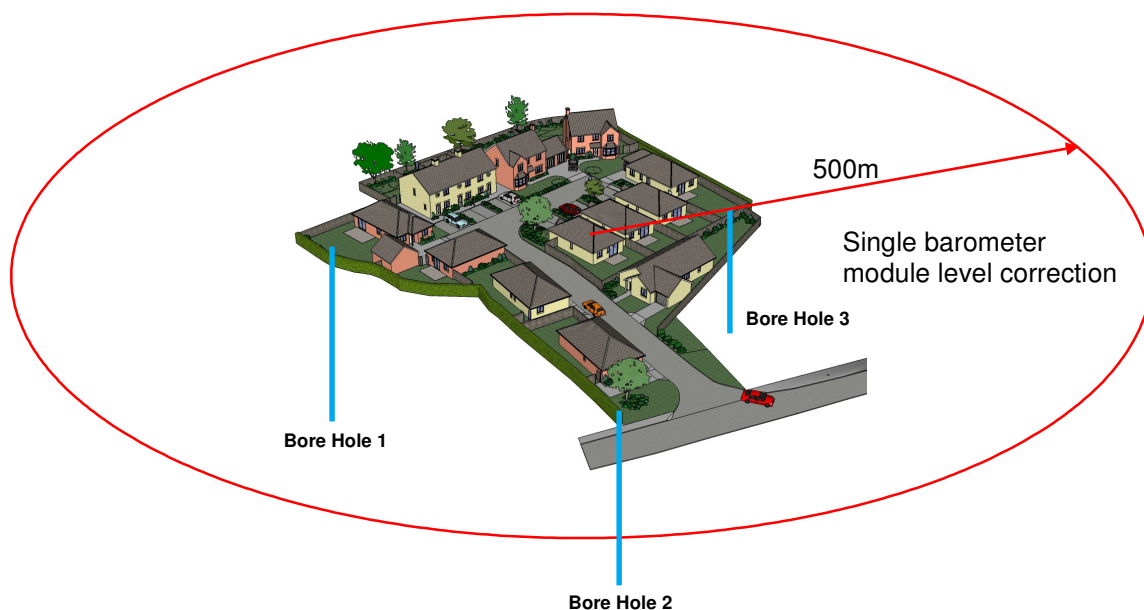 500m
Single barometer
module level correction
Bore Hole 3
Bore Hole 1
Bore Hole 2